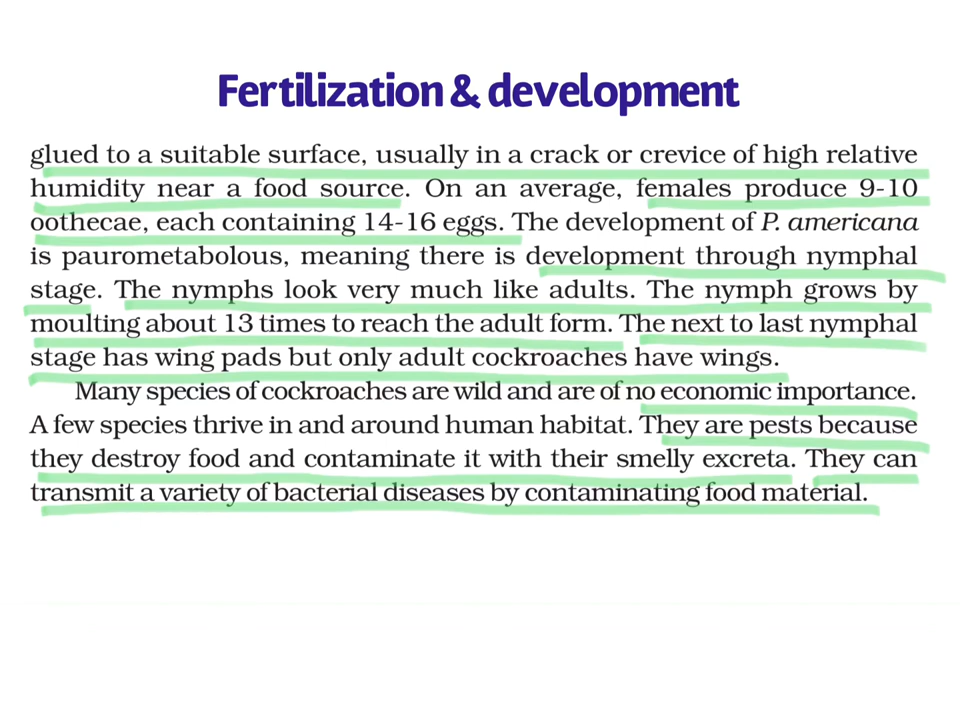 Fertilization & development
glued to a suitable surface, usually in a crack or crevice of high relative
humidity near a food source. On an average, females produce 9-10
oothecae, each containing 14-16 eggs. The development of P. americana
is paurometabolous, meaning there is development through nymphal
stage. The nymphs look very much like adults. The nymph grows by
moulting about 13 times to reach the adult form. The next to last nymphal
stage has wing pads but only adult cockroaches have wings.
Many species of cockroaches are wild and are of no economic importance.
A few species thrive in and around human habitat. They are pests because
they destroy food and contaminate it with their smelly excreta. They can
transmit a variety of bacterial diseases by contaminating food material.